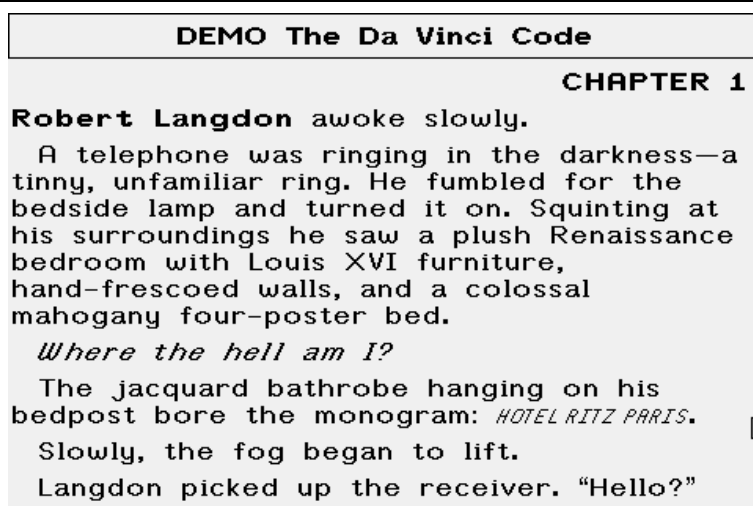 DEMO The Da Vinci Code
CHAPTER 1
Robert Langdon awoke slowly.
A telephone was ringing in the darkness—a
tinny, unfamiliar ring. He fumbled for the
bedside lamp and turned it on. Squinting at
his surroundings he saw a plush Renaissance
bedroom with Louis XVI furniture,
hand-frescoed walls, and a colossal
mahogany four-poster bed.
Where the hell am I?
The jacquard bathrobe hanging on his
bedpost bore the monogram: HOTEL RITZ PARIS.
Slowly, the fog began to lift.
Langdon picked up the receiver. “Hello?”